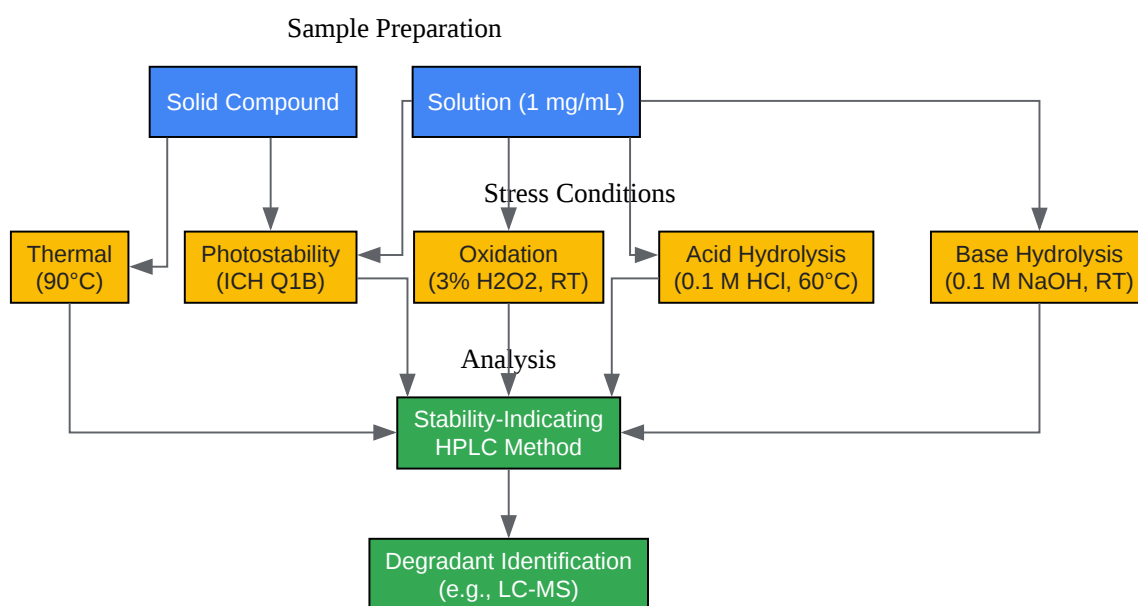 Sample Preparation
Solid Compound
Solution (1 mg/mL)
Stress Conditions
Thermal
(90°C)
Photostability
(ICH Q1B)
Oxidation
(3% H2O2, RT)
Acid Hydrolysis
(0.1 M HCl, 60°C)
Base Hydrolysis
(0.1 M NaOH, RT)
Analysis
Stability-Indicating
HPLC Method
Degradant Identification
(e.g., LC-MS)